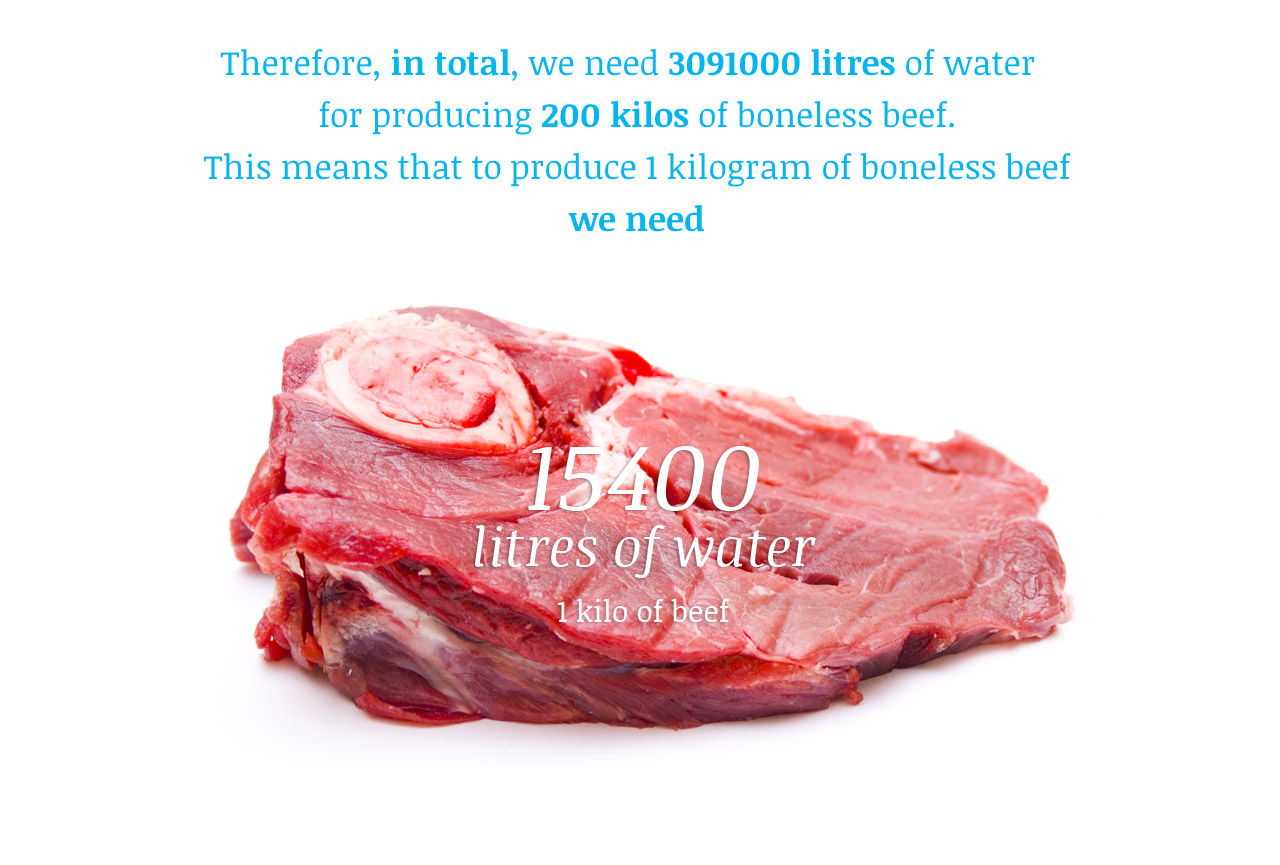 Therefore, in total, we need 3091000 litres of water
for producing 200 kilos of boneless beef.
This means that to produce 1 kilogram of boneless beef
we need
15400
litres of water
1 kilo of beef